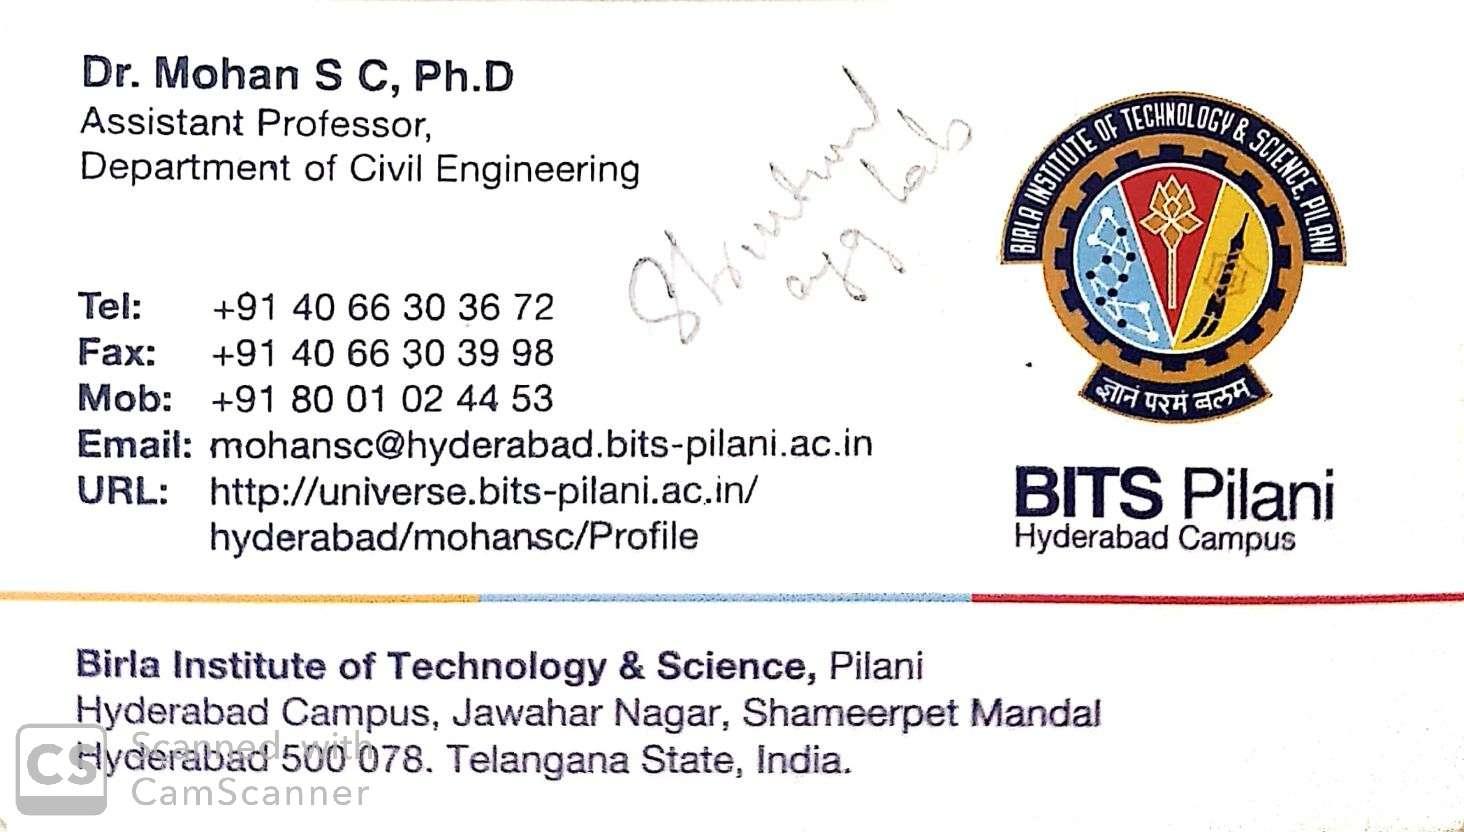 Dr. Mohan S C, Ph.D
Assistant Professor,
Department of Civil Engineering
Tel: +91 40 66 30 36 72
Fax: +91 40 66 30 39 98
Mob: +91 80 01 02 44 53
Email: mohansc@hyderabad.bits-pilani.ac.in
URL: http://universe.bits-pilani.ac.in/
hyderabad/mohansc/Profile
lab
BIRLA INSTITUTE OF TECHNOLOGY & SCIENCE, PILANI
ज्ञानं परमं बलम्
BITS Pilani
Hyderabad Campus
Birla Institute of Technology & Science, Pilani
Hyderabad Campus, Jawahar Nagar, Shameerpet Mandal
Hyderabad 500 078. Telangana State, India.
CS
Scanned with
CamScanner